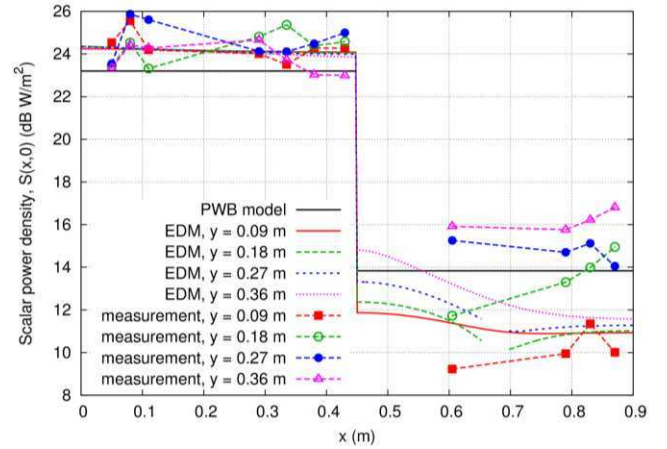 26
24
22
20
18
16
14
12
10
8
Scalar power density, S(x,0) (dB W/m²)
PWB model
EDM, y = 0.09 m
EDM, y = 0.18 m
EDM, y = 0.27 m
EDM, y = 0.36 m
measurement, y = 0.09 m
measurement, y = 0.18 m
measurement, y = 0.27 m
measurement, y = 0.36 m
0 0.1 0.2 0.3 0.4 0.5 0.6 0.7 0.8 0.9
x (m)